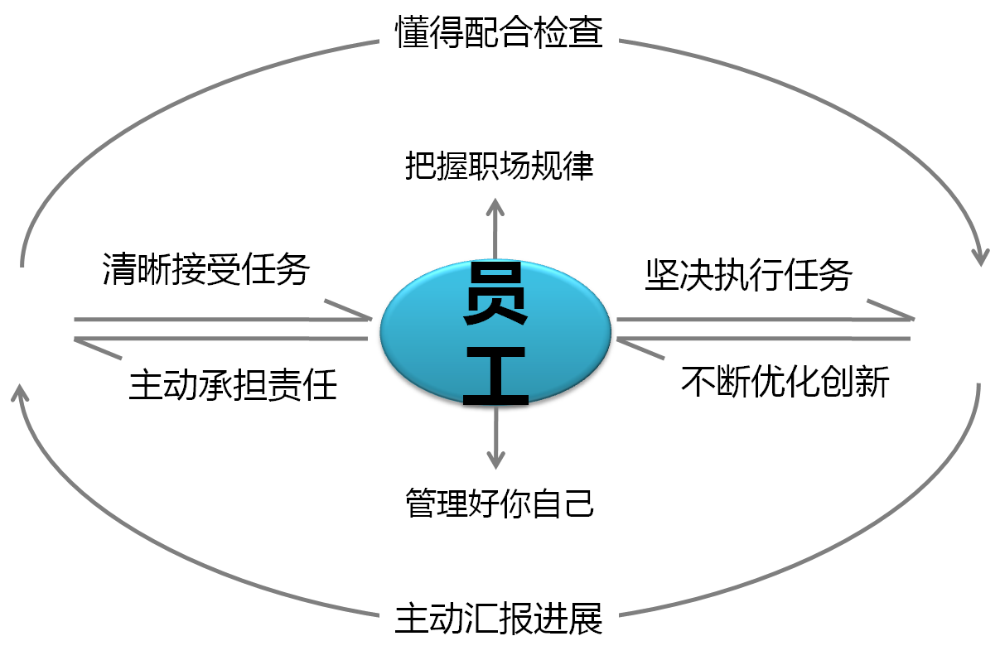 懂得配合检查
把握职场规律
清晰接受任务
坚决执行任务
员
工
主动承担责任
不断优化创新
管理好你自己
主动汇报进展